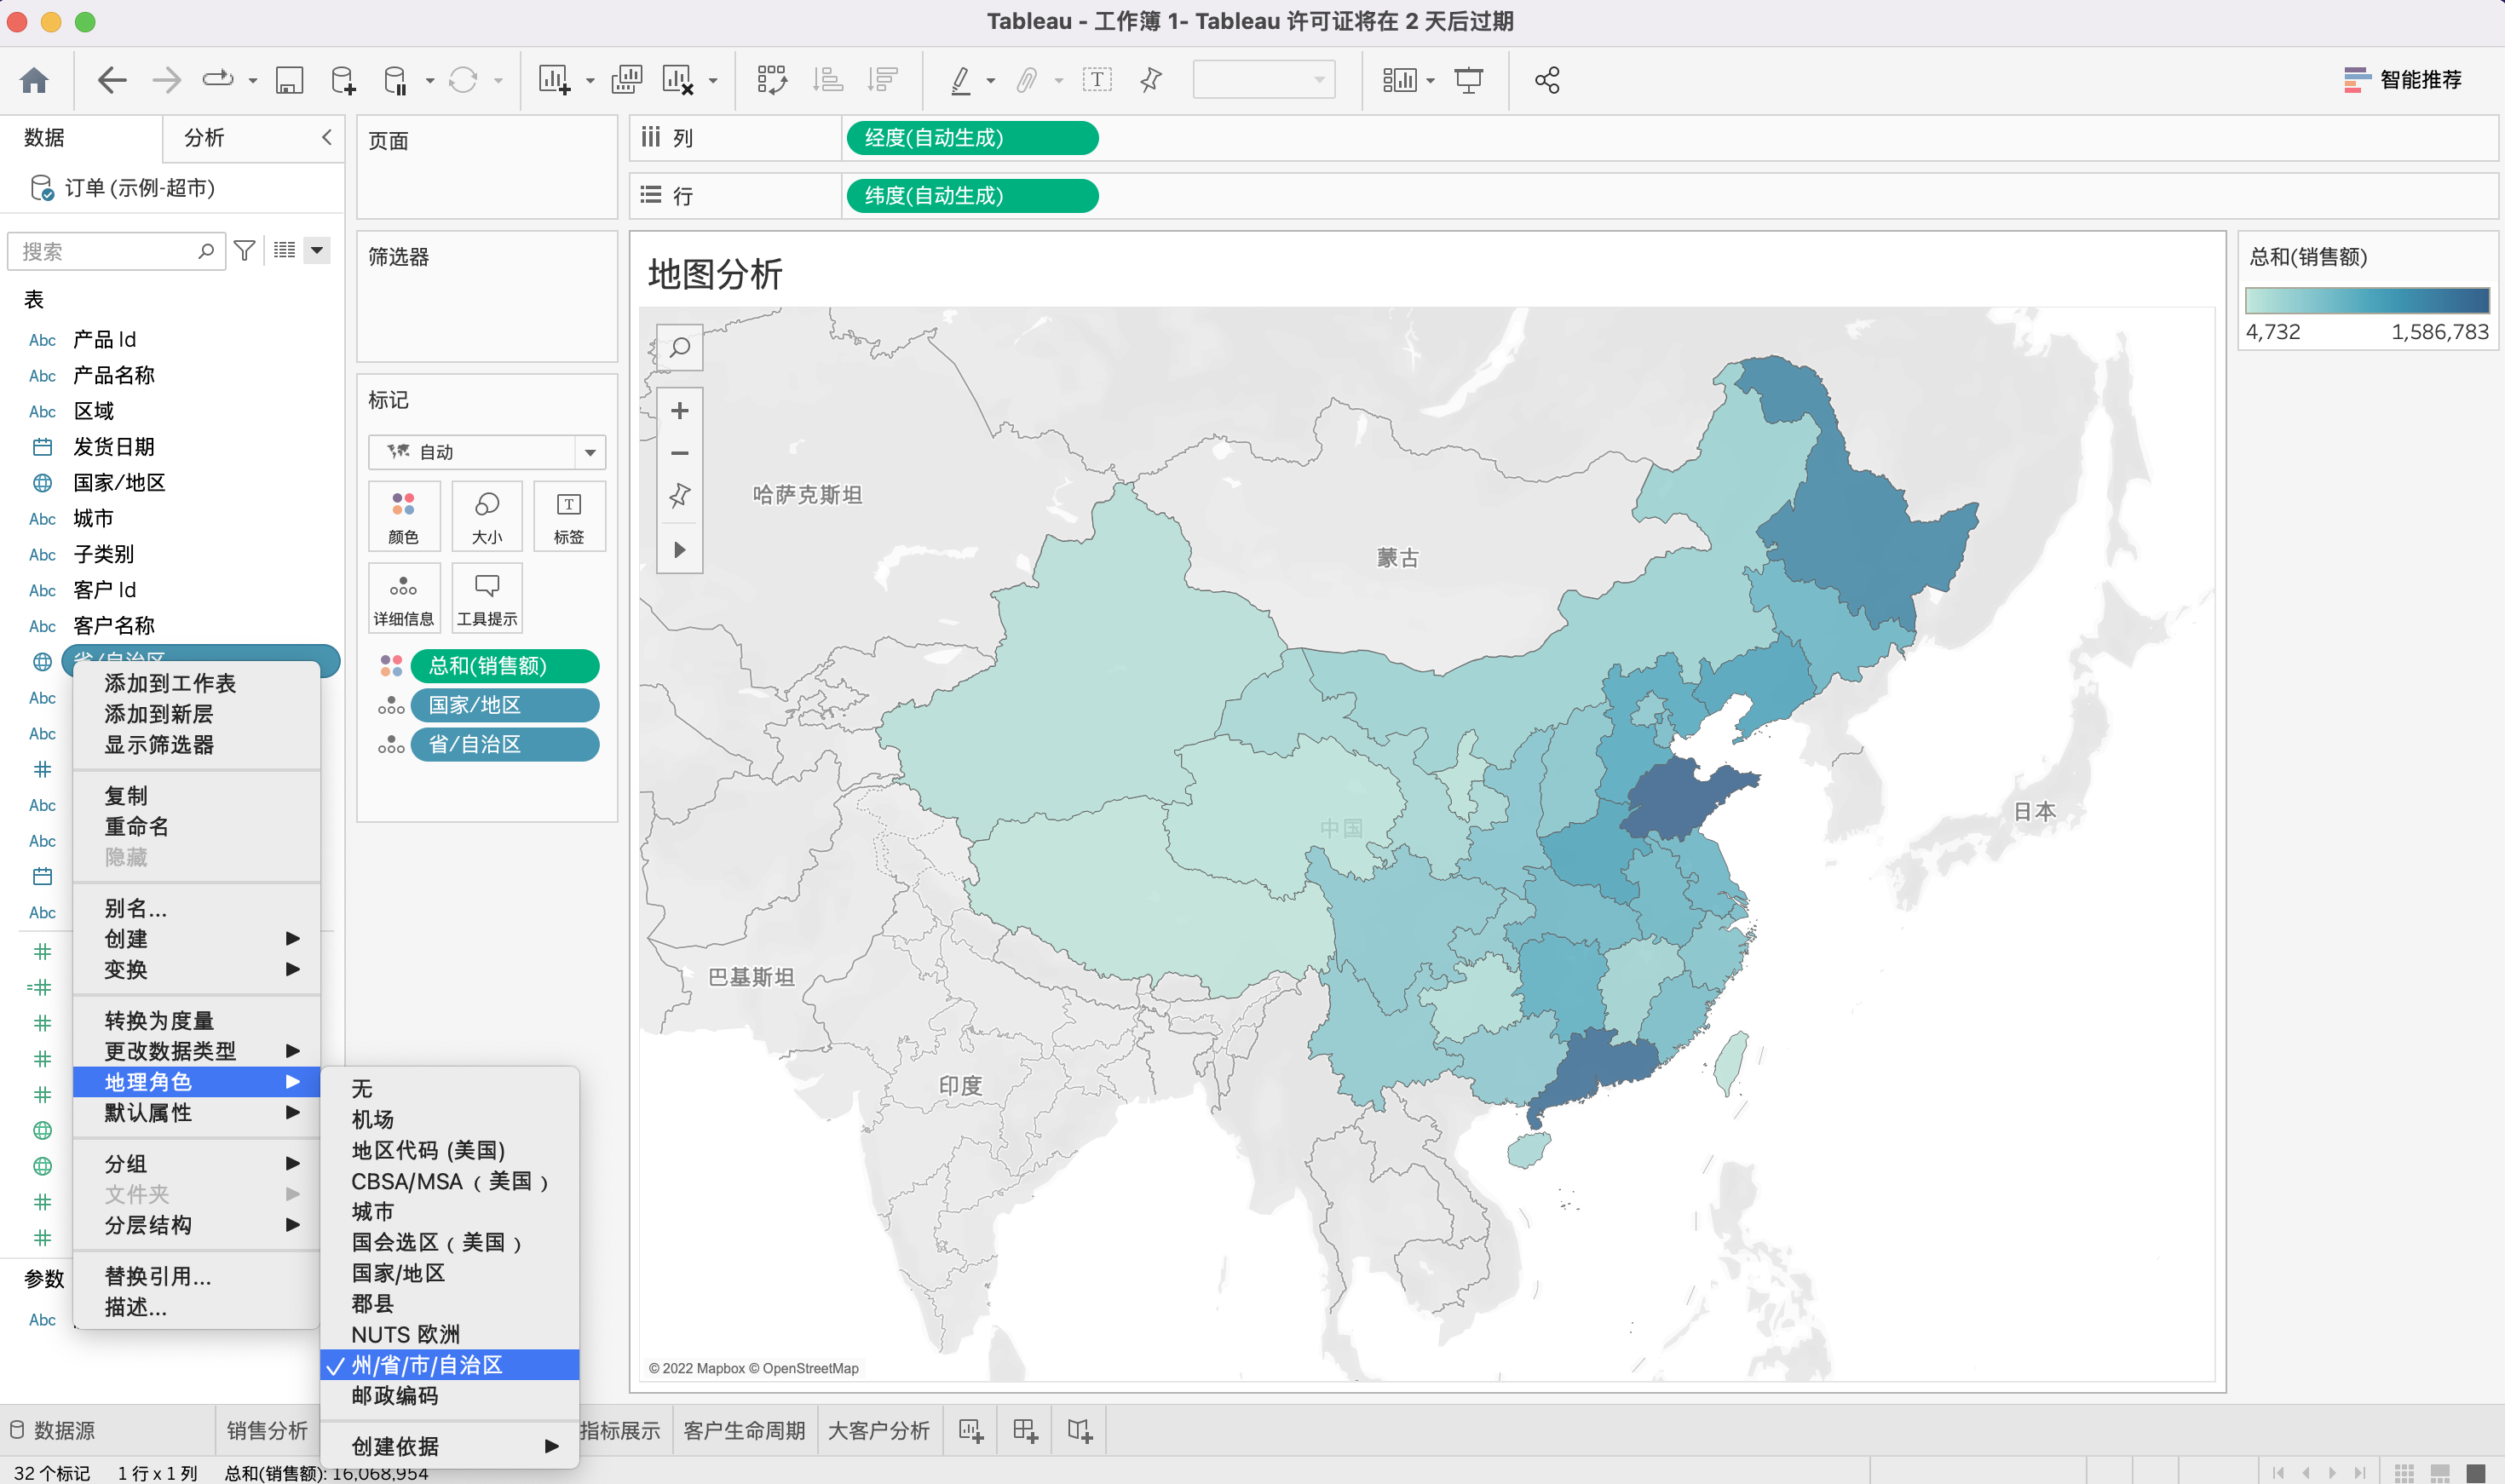 Tableau - 工作簿 1- Tableau 许可证将在 2 天后过期
智能推荐
数据
分析
订单 (示例-超市)
搜索
表
Abc 产品 Id
Abc 产品名称
Abc 区域
发货日期
国家/地区
Abc 城市
Abc 子类别
Abc 客户 Id
Abc 客户名称
省/自治区
Abc
Abc
Abc
Abc
Abc
参数
Abc
添加到工作表
添加到新层
显示筛选器
复制
重命名
隐藏
别名...
创建
变换
转换为度量
更改数据类型
地理角色
默认属性
分组
文件夹
分层结构
替换引用...
描述...
无
机场
地区代码 (美国)
CBSA/MSA（美国）
城市
国会选区（美国）
国家/地区
郡县
NUTS 欧洲
州/省/市/自治区
邮政编码
创建依据
页面
筛选器
标记
自动
颜色
大小
标签
详细信息
工具提示
总和(销售额)
国家/地区
省/自治区
列
经度(自动生成)
行
纬度(自动生成)
地图分析
哈萨克斯坦
蒙古
中国
日本
巴基斯坦
印度
© 2022 Mapbox © OpenStreetMap
总和(销售额)
4,732
1,586,783
数据源
销售分析
指标展示
客户生命周期
大客户分析
32 个标记
1 行 x 1 列
总和(销售额): 16,068,954